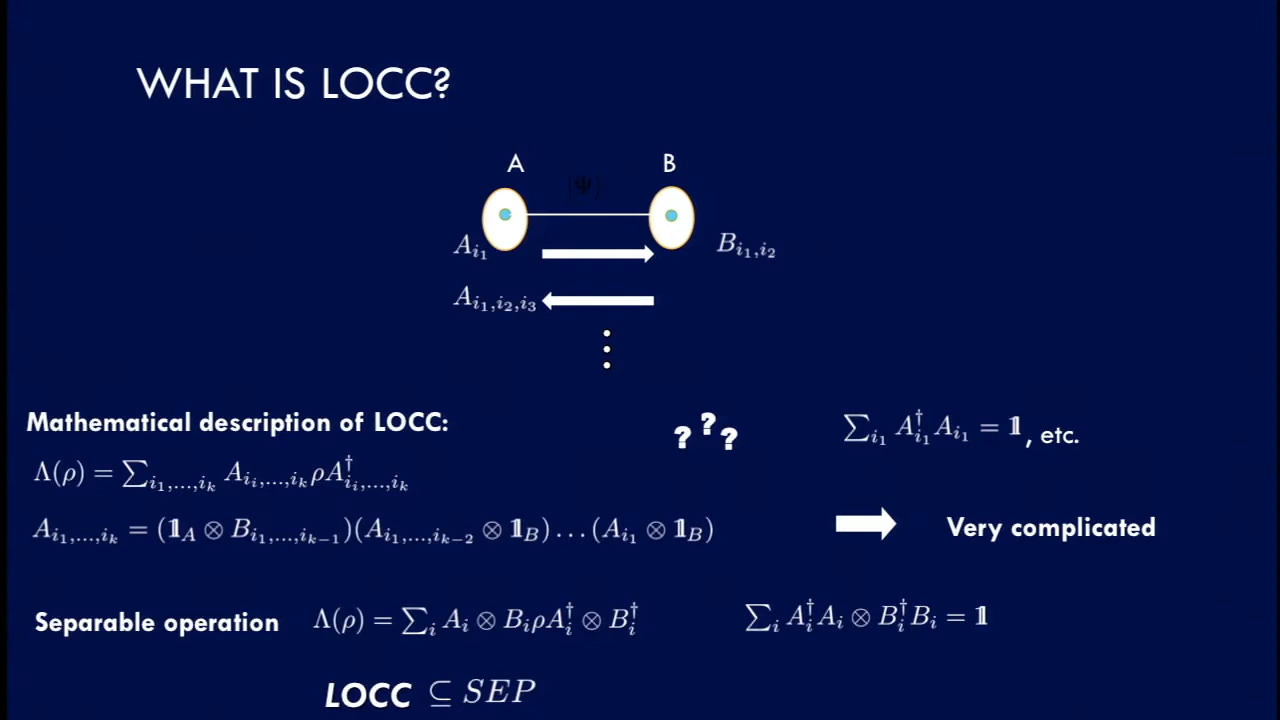 WHAT IS LOCC?
A B
|Ψ⟩
A_{i_1} B_{i_1,i_2}
A_{i_1,i_2,i_3}
Mathematical description of LOCC: ? ? ? ∑_{i_1} A_{i_1}^† A_{i_1} = 𝟙, etc.
Λ(ρ) = ∑_{i_1,...,i_k} A_{i_i,...,i_k} ρ A_{i_i,...,i_k}^†
A_{i_1,...,i_k} = (𝟙_A ⊗ B_{i_1,...,i_{k-1}})(A_{i_1,...,i_{k-2}} ⊗ 𝟙_B) ... (A_{i_1} ⊗ 𝟙_B) Very complicated
Separable operation Λ(ρ) = ∑_i A_i ⊗ B_i ρ A_i^† ⊗ B_i^† ∑_i A_i^† A_i ⊗ B_i^† B_i = 𝟙
LOCC ⊆ SEP